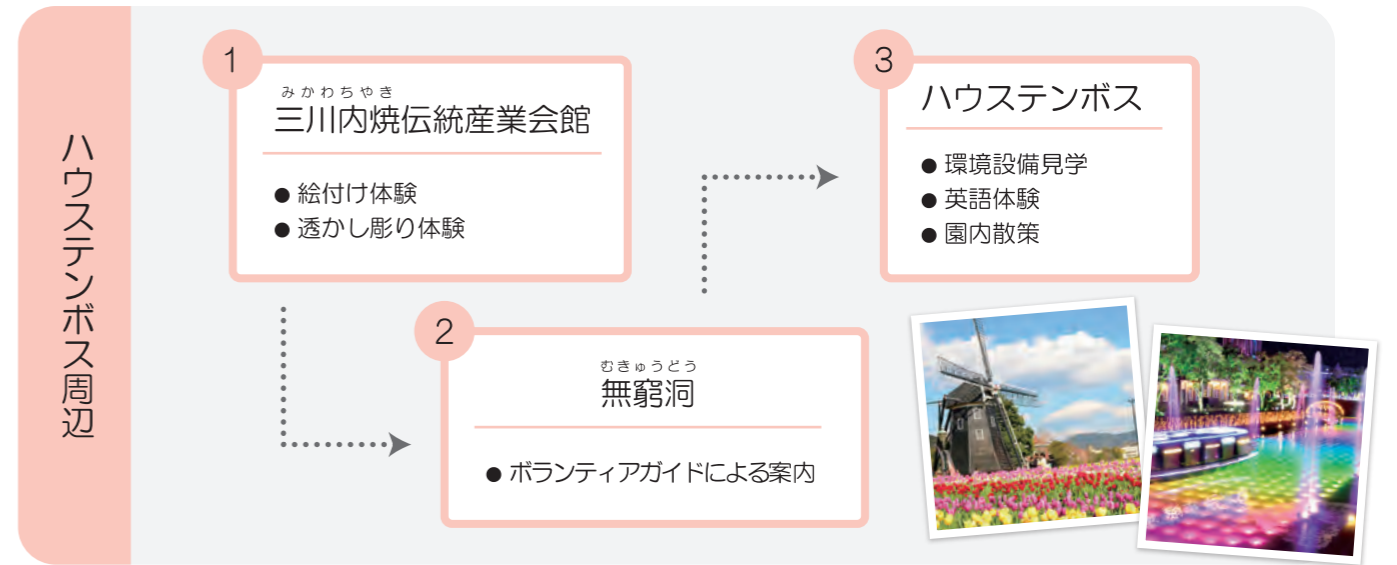 ハウステンボス周辺
1
みかわちやき
三川内焼伝統産業会館
● 絵付け体験
● 透かし彫り体験
2
むきゅうどう
無窮洞
● ボランティアガイドによる案内
3
ハウステンボス
● 環境設備見学
● 英語体験
● 園内散策